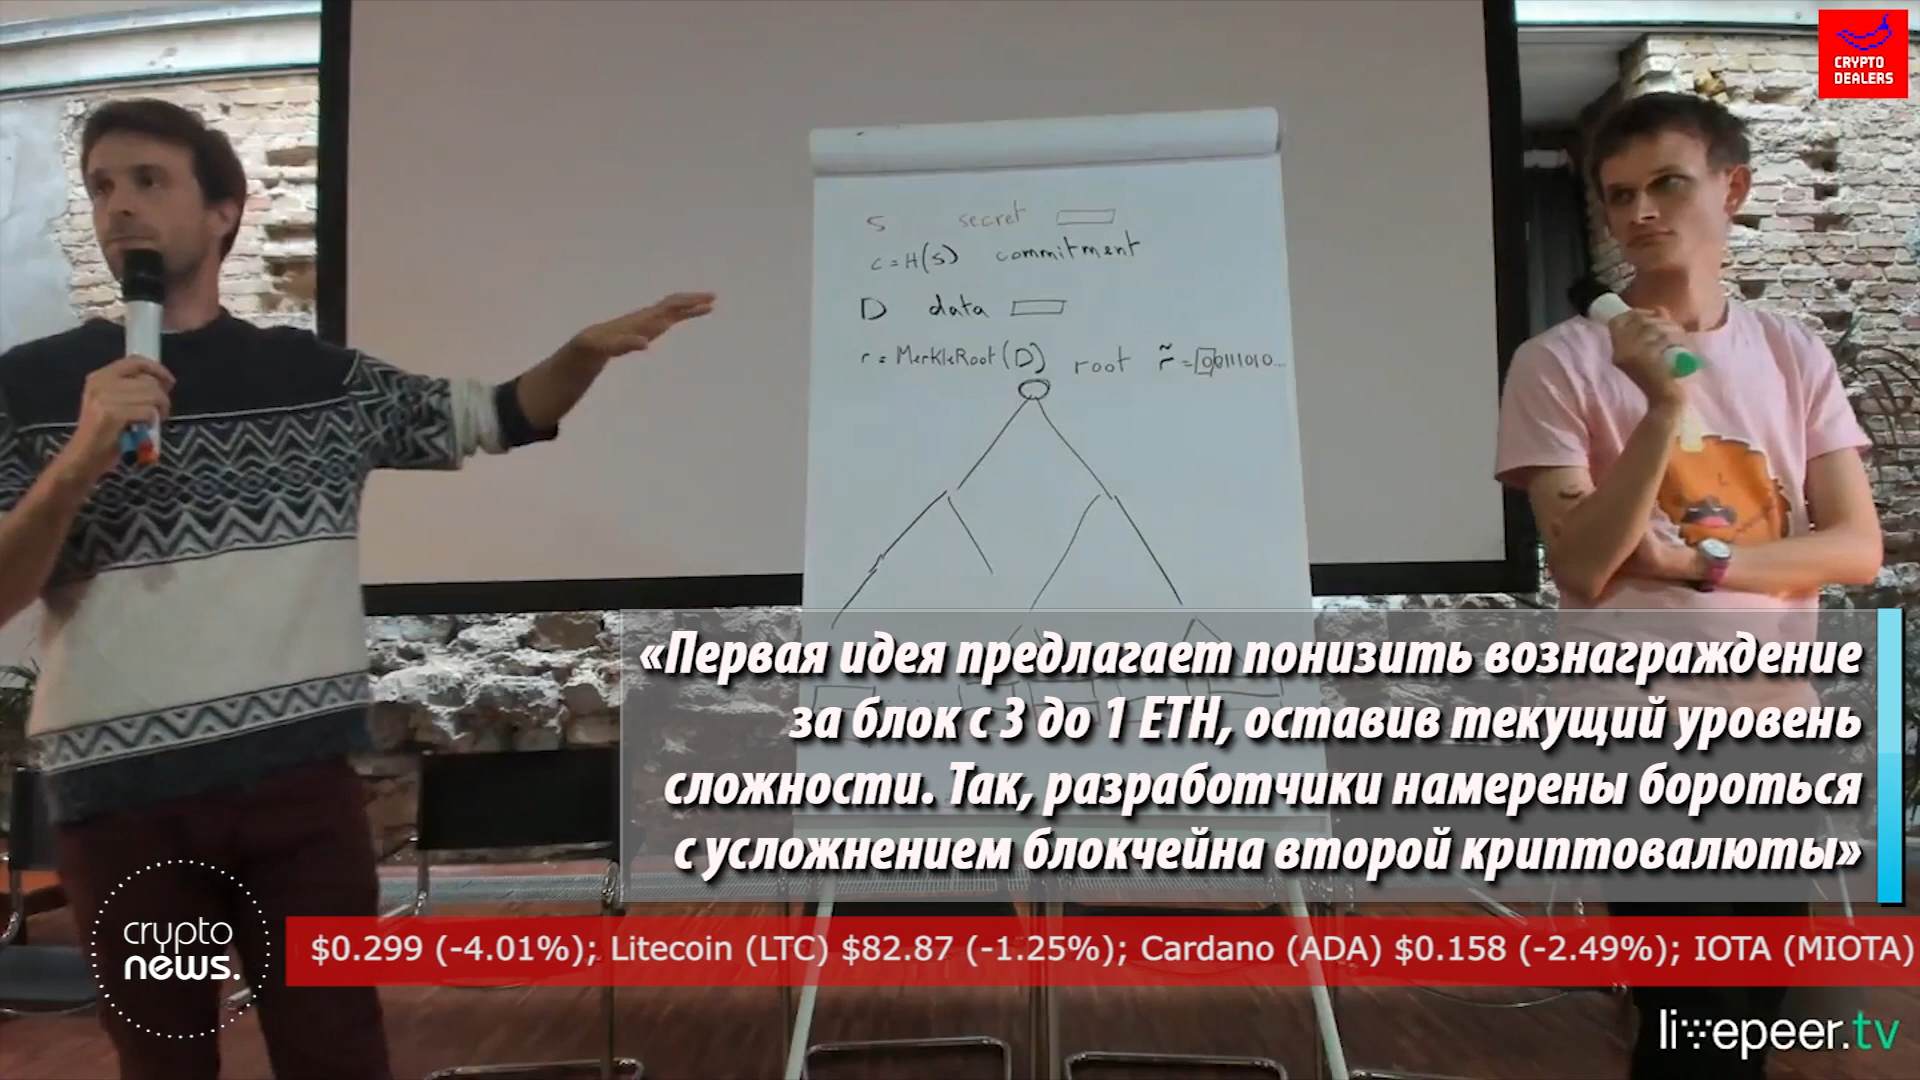 CRYPTO
DEALERS
S secret
c = H(S) commitment
D data
r = MerkleRoot(D) root r̃ = 00111010...
«Первая идея предлагает понизить вознаграждение
за блок с 3 до 1 ETH, оставив текущий уровень
сложности. Так, разработчики намерены бороться
с усложнением блокчейна второй криптовалюты»
crypto
news.
$0.299 (-4.01%); Litecoin (LTC) $82.87 (-1.25%); Cardano (ADA) $0.158 (-2.49%); IOTA (MIOTA)
livepeer.tv